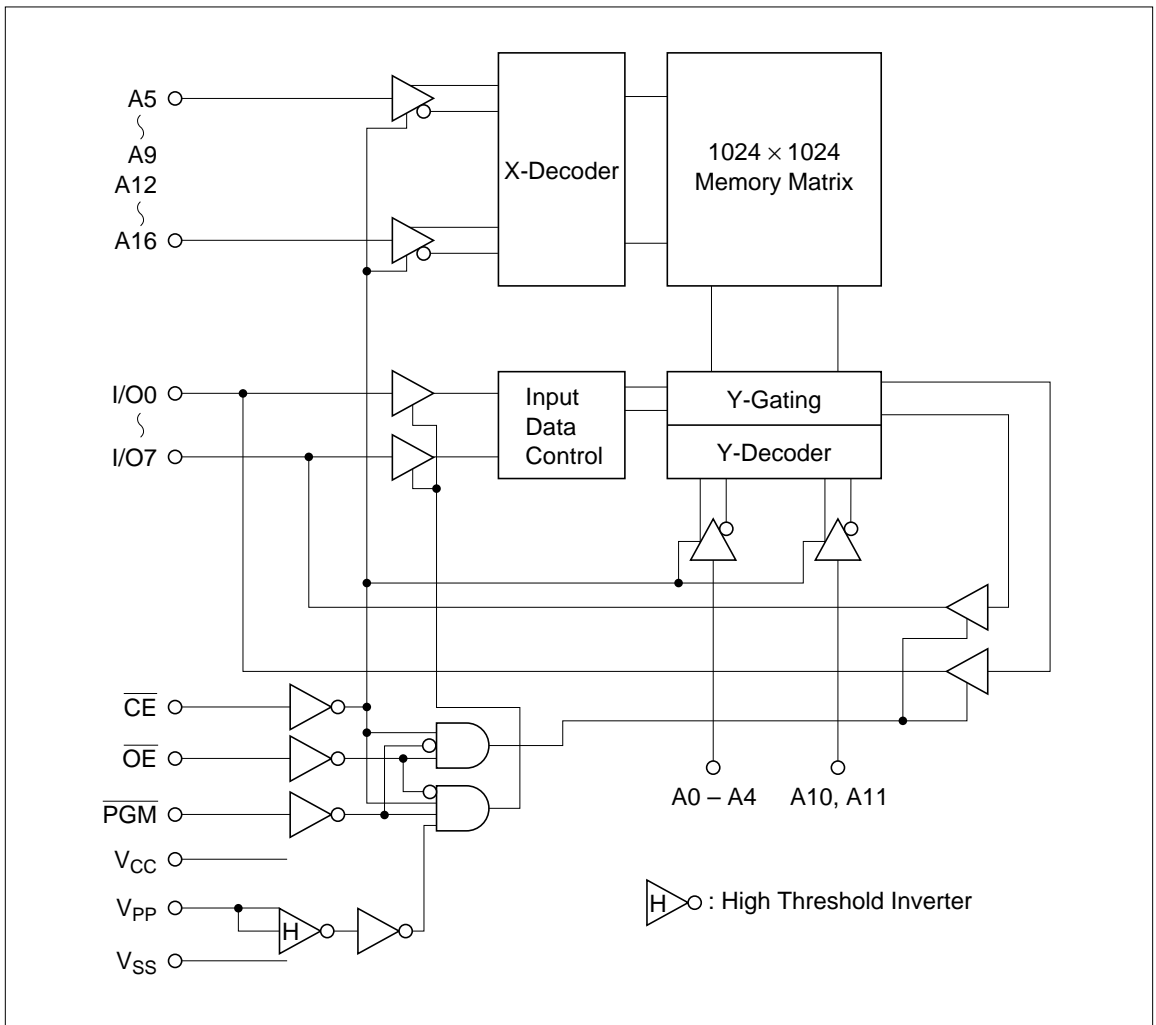 A5
A9
A12
A16
X-Decoder
1024 × 1024
Memory Matrix
I/O0
I/O7
Input
Data
Control
Y-Gating
Y-Decoder
CE
OE
PGM
VCC
VPP
VSS
H
A0 – A4
A10, A11
H : High Threshold Inverter